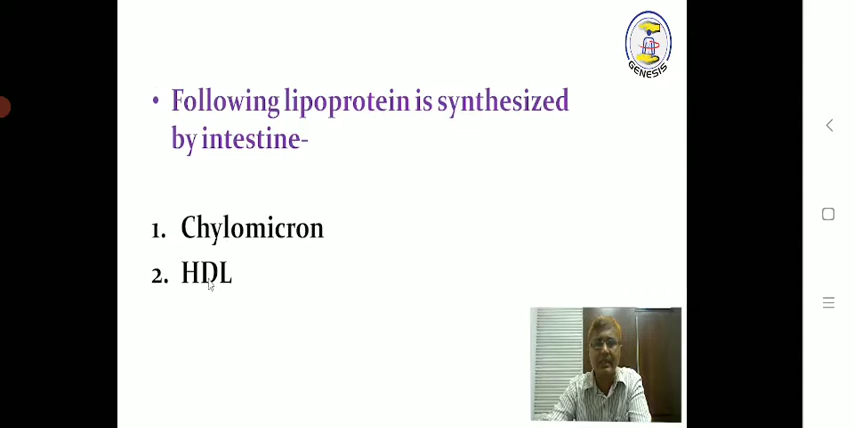 GENESIS
• Following lipoprotein is synthesized
by intestine-
1. Chylomicron
2. HDL